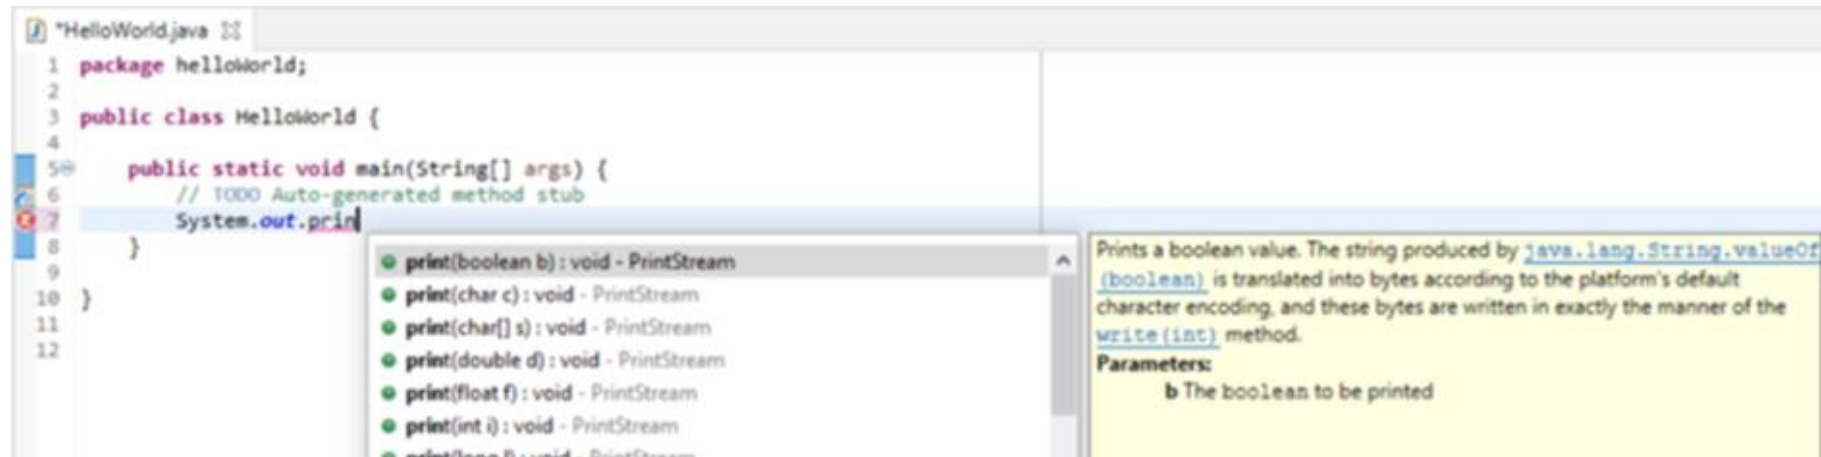 *HelloWorld.java
1 package helloWorld;
2
3 public class HelloWorld {
4
5 public static void main(String[] args) {
6 // TODO Auto-generated method stub
7 System.out.prin
8 }
9
10 }
11
12
print(boolean b) : void - PrintStream
print(char c) : void - PrintStream
print(char[] s) : void - PrintStream
print(double d) : void - PrintStream
print(float f) : void - PrintStream
print(int i) : void - PrintStream
print(long l) : void - PrintStream
Prints a boolean value. The string produced by java.lang.String.valueOf
(boolean) is translated into bytes according to the platform's default
character encoding, and these bytes are written in exactly the manner of the
write(int) method.
Parameters:
b The boolean to be printed